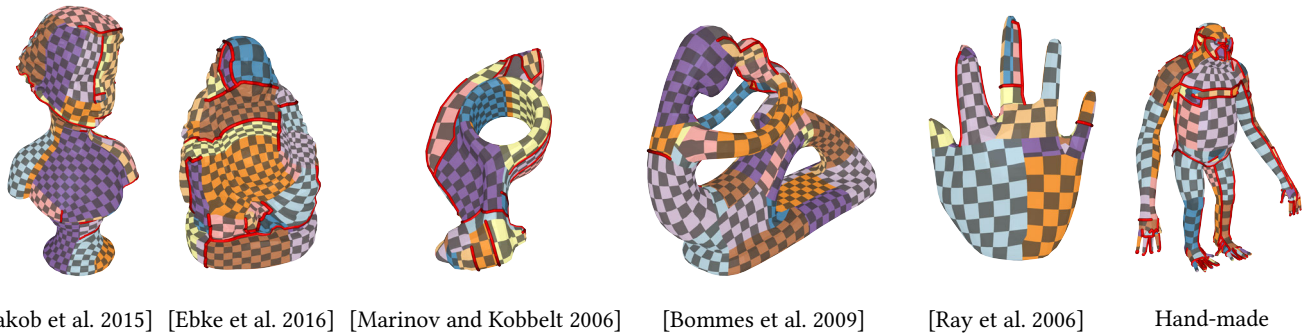 akob et al. 2015] [Ebke et al. 2016] [Marinov and Kobbelt 2006] [Bommes et al. 2009] [Ray et al. 2006] Hand-made